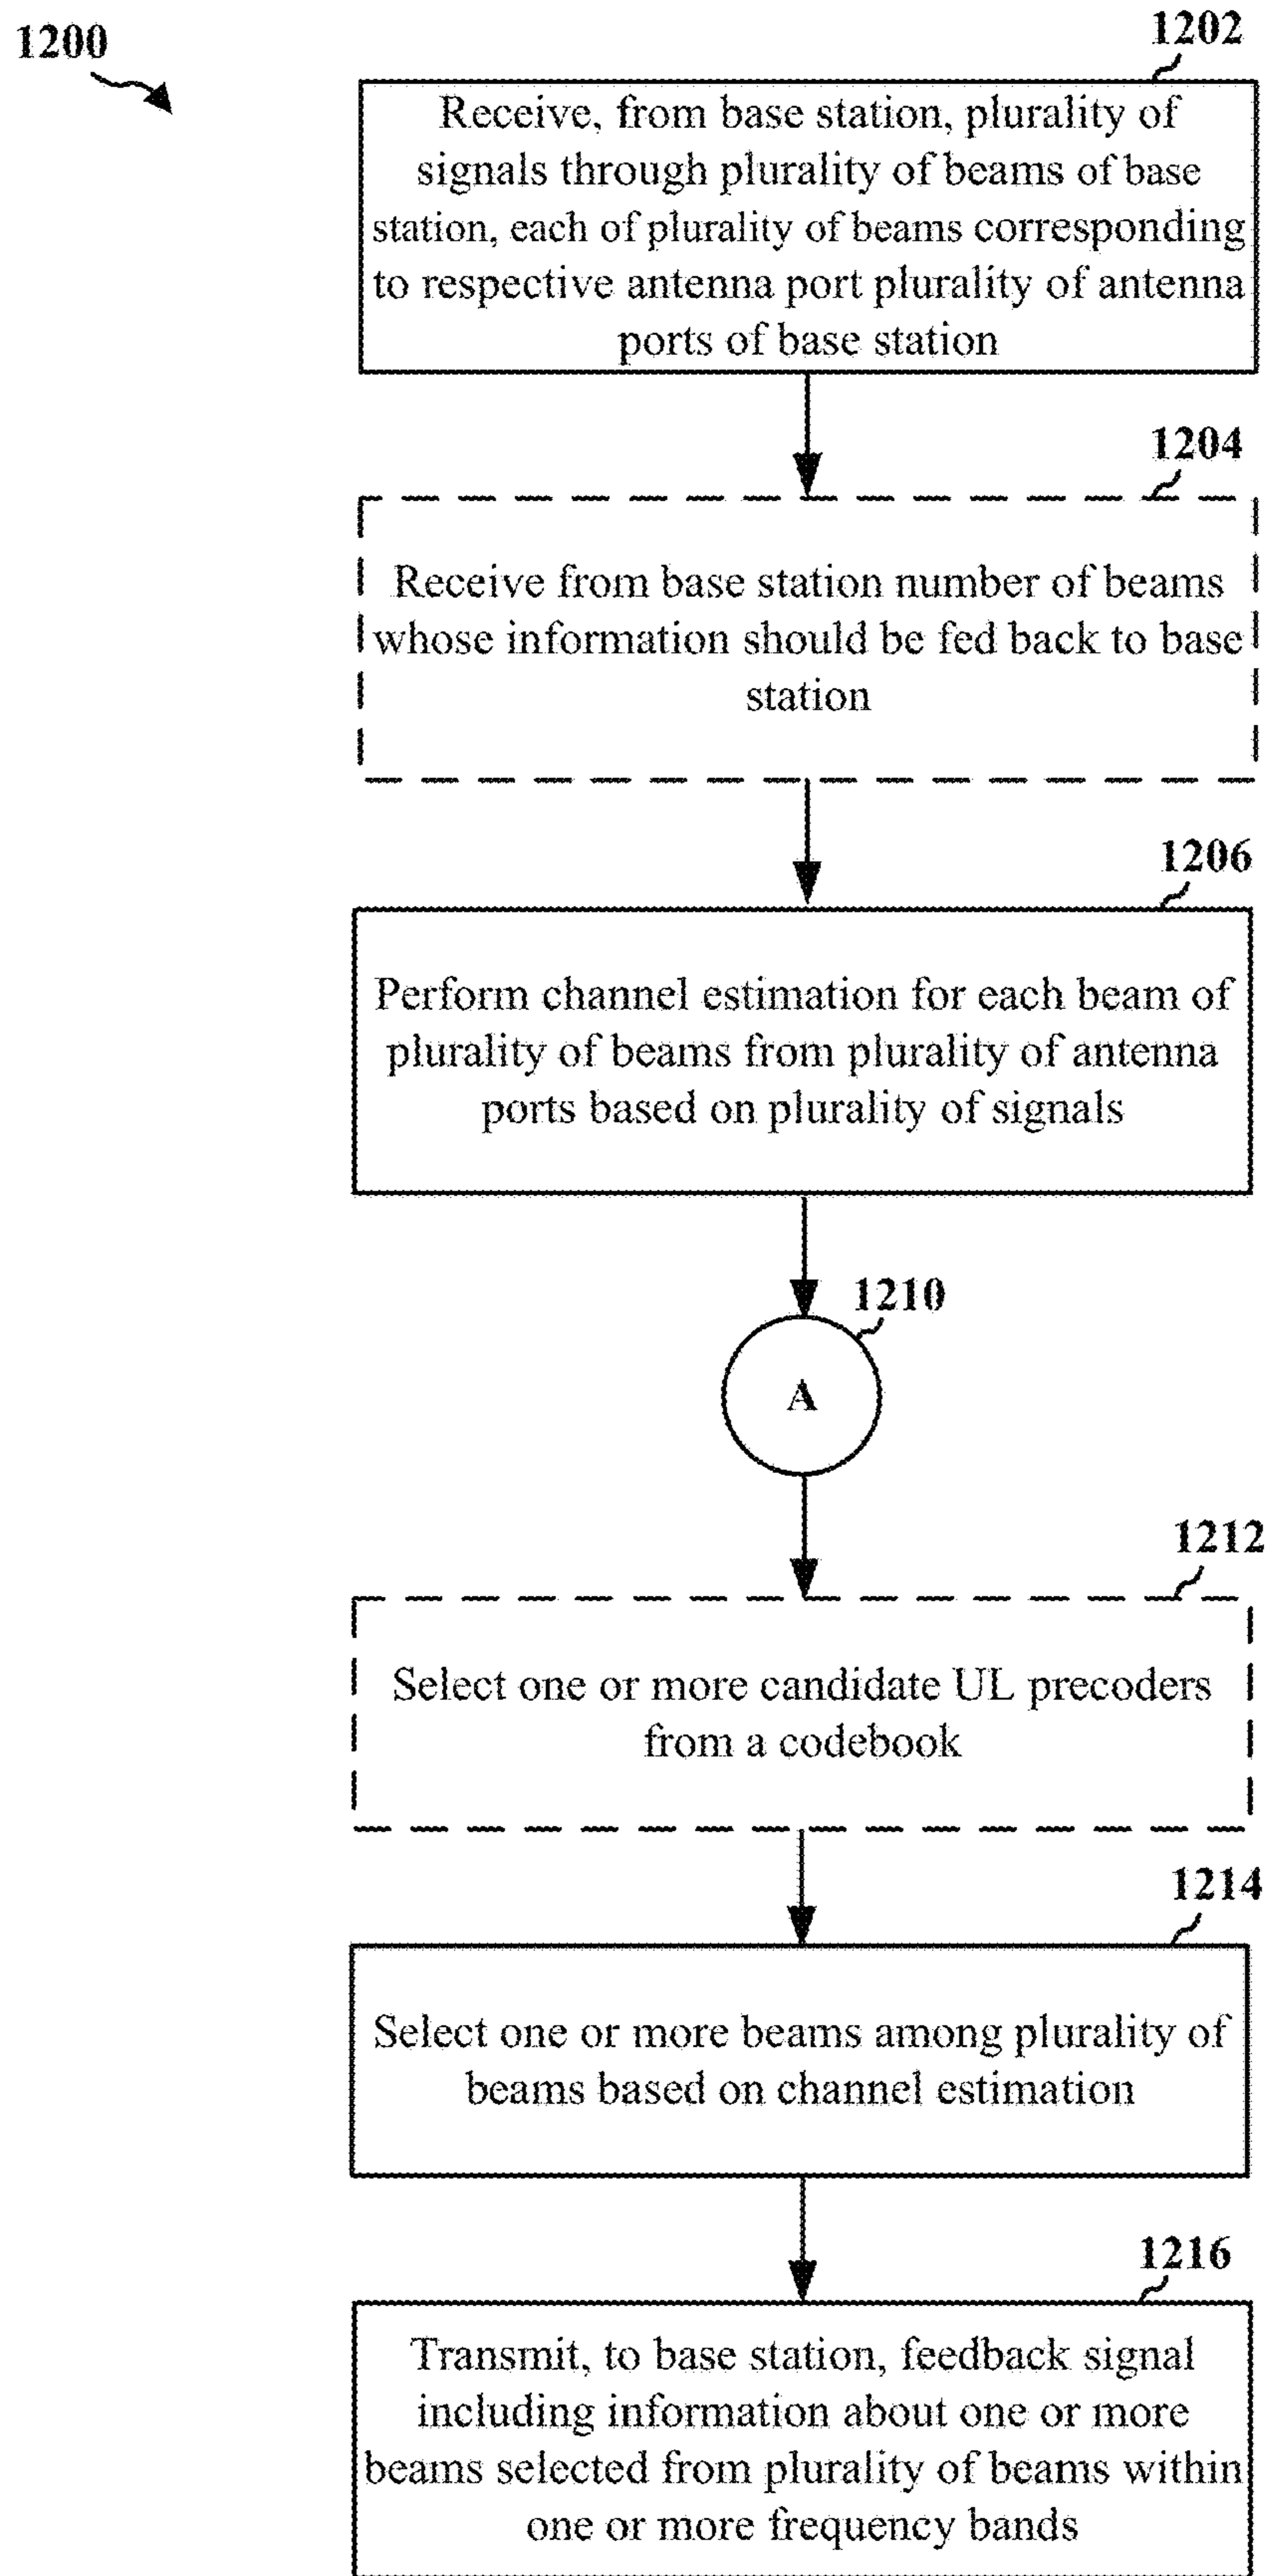 1200
1202
Receive, from base station, plurality of
signals through plurality of beams of base
station, each of plurality of beams corresponding
to respective antenna port plurality of antenna
ports of base station
1204
Receive from base station number of beams
whose information should be fed back to base
station
1206
Perform channel estimation for each beam of
plurality of beams from plurality of antenna
ports based on plurality of signals
1210
A
1212
Select one or more candidate UL precoders
from a codebook
1214
Select one or more beams among plurality of
beams based on channel estimation
1216
Transmit, to base station, feedback signal
including information about one or more
beams selected from plurality of beams within
one or more frequency bands